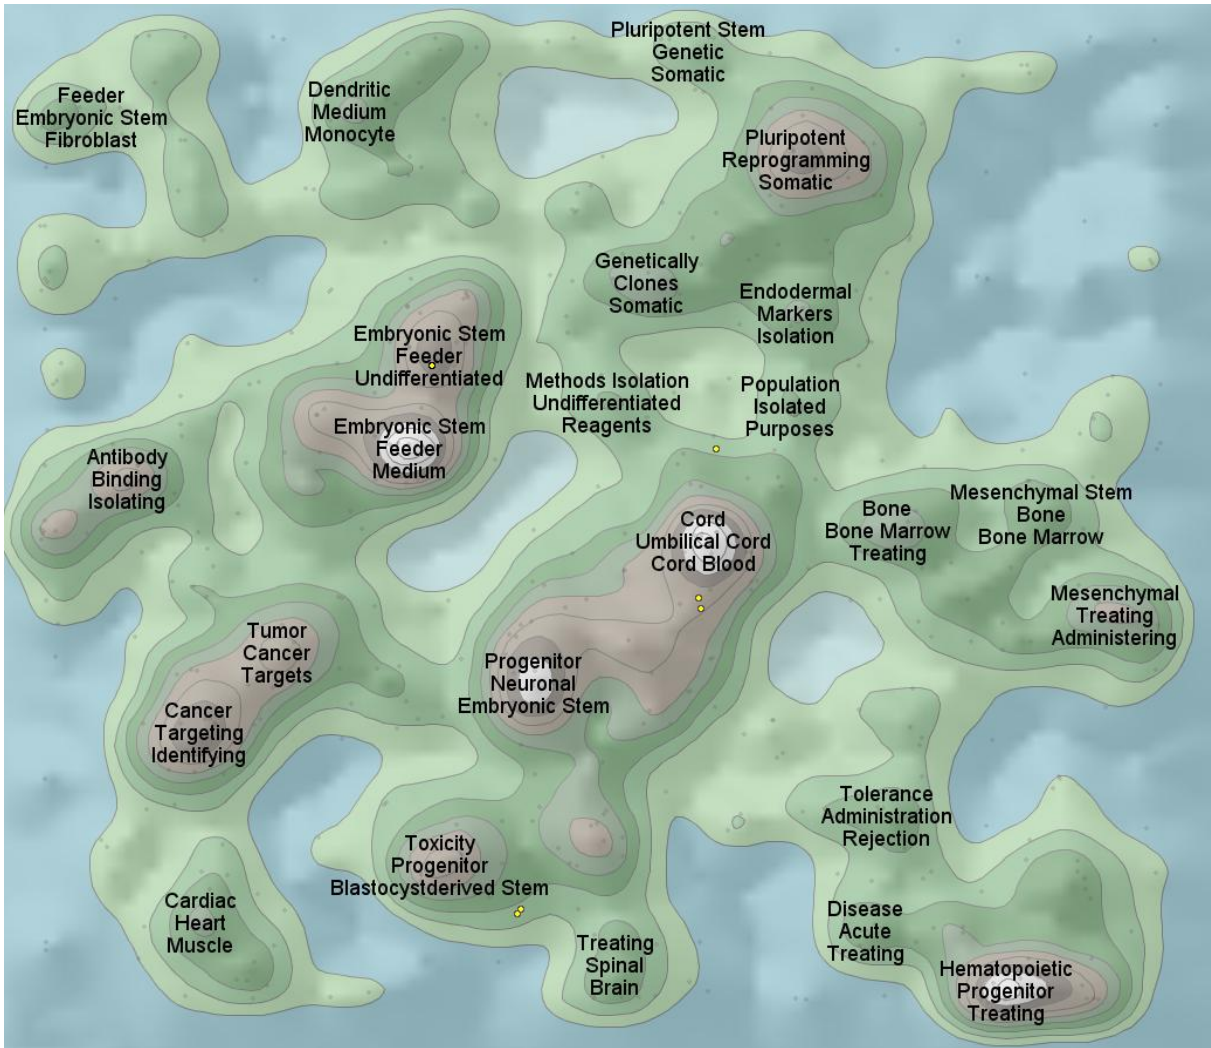 Pluripotent Stem
Genetic
Somatic
Feeder
Embryonic Stem
Fibroblast
Dendritic
Medium
Monocyte
Pluripotent
Reprogramming
Somatic
Genetically
Clones
Somatic
Endodermal
Markers
Isolation
Embryonic Stem
Feeder
Undifferentiated
Methods Isolation
Undifferentiated
Reagents
Population
Isolated
Purposes
Embryonic Stem
Feeder
Medium
Antibody
Binding
Isolating
Cord
Umbilical Cord
Cord Blood
Bone
Bone Marrow
Treating
Mesenchymal Stem
Bone
Bone Marrow
Mesenchymal
Treating
Administering
Tumor
Cancer
Targets
Progenitor
Neuronal
Embryonic Stem
Cancer
Targeting
Identifying
Tolerance
Administration
Rejection
Toxicity
Progenitor
Blastocystderived Stem
Cardiac
Heart
Muscle
Disease
Acute
Treating
Treating
Spinal
Brain
Hematopoietic
Progenitor
Treating